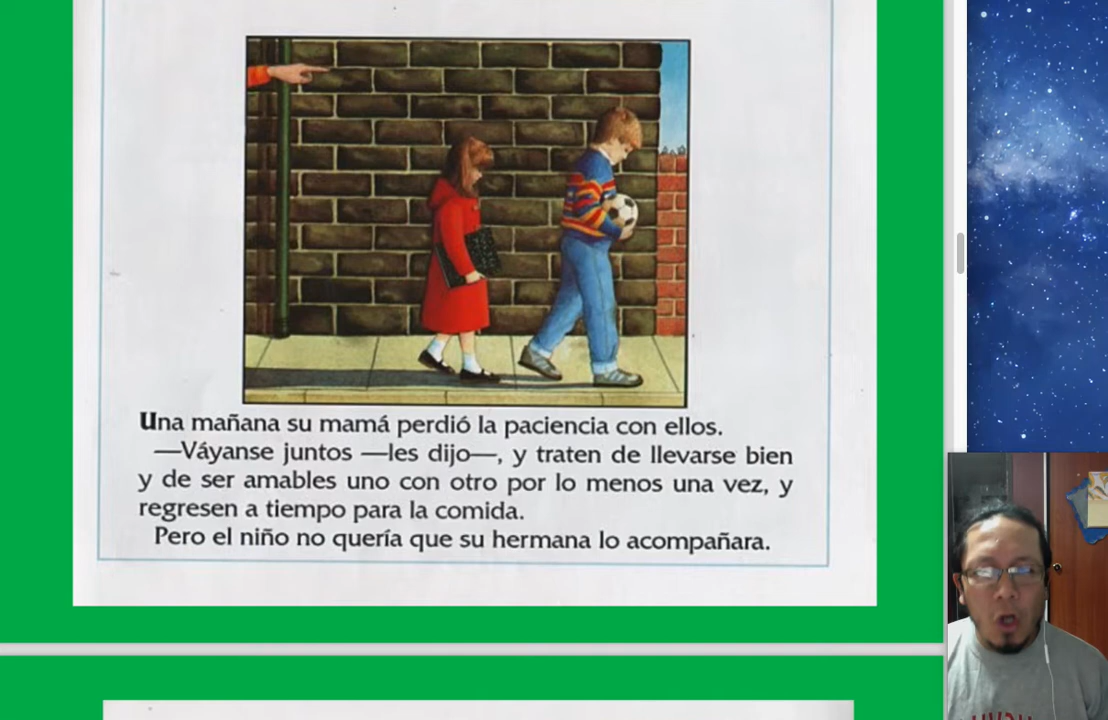 Una mañana su mamá perdió la paciencia con ellos.
—Váyanse juntos —les dijo—, y traten de llevarse bien
y de ser amables uno con otro por lo menos una vez, y
regresen a tiempo para la comida.
Pero el niño no quería que su hermana lo acompañara.